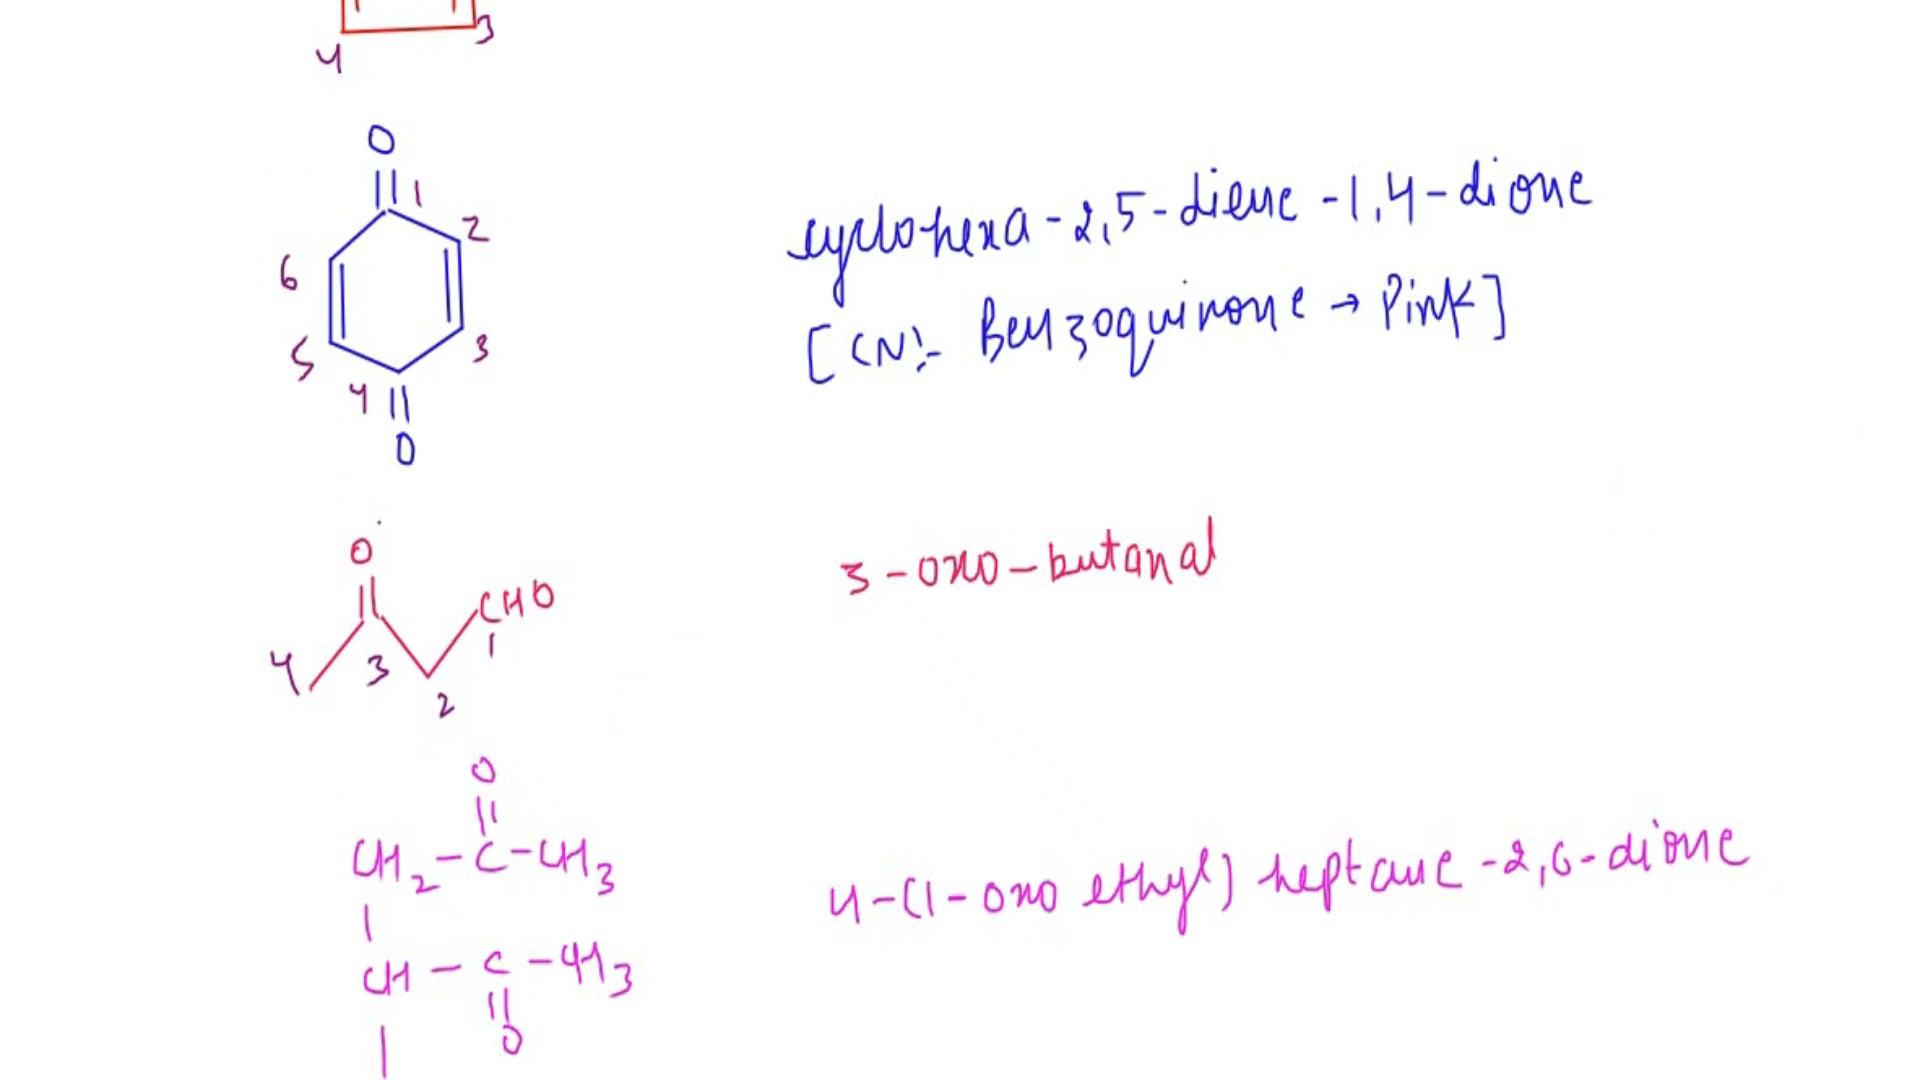 4 3
O
1
2
6
5
3
4
O
cyclohexa-2,5-diene-1,4-dione
[CN:- Benzoquinone → Pink]
O
CHO
1
4 3
2
3-oxo-butanal
O
CH2-C-CH3
CH-C-CH3
O
4-(1-oxo ethyl) heptane-2,6-dione